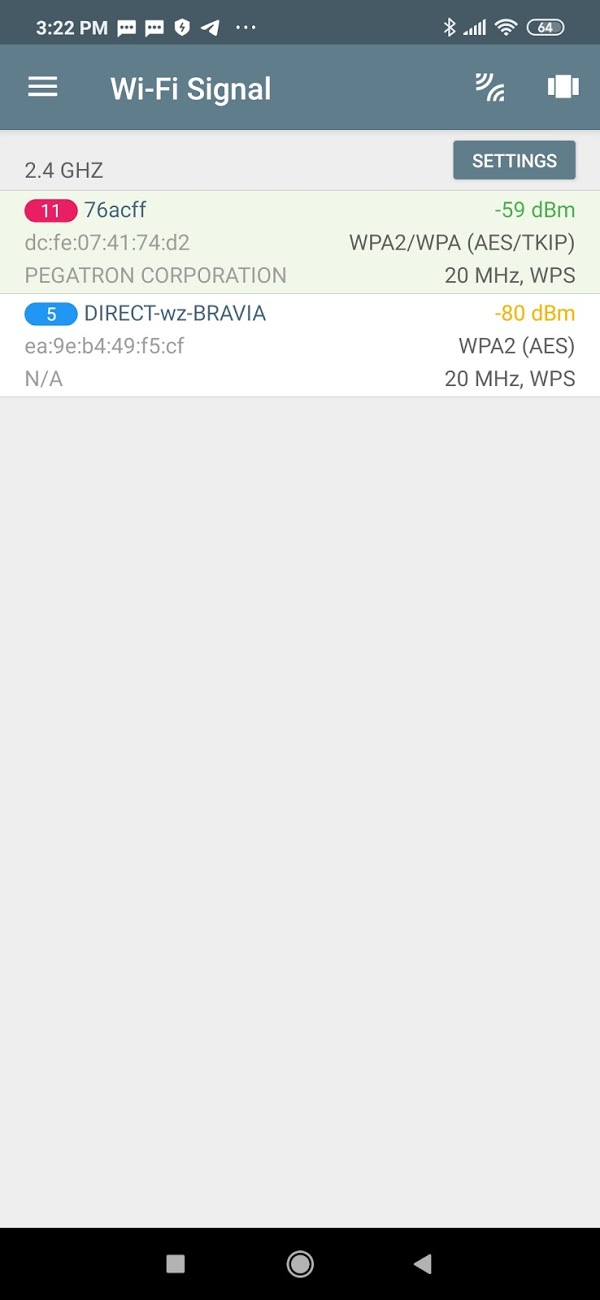 3:22 PM
64
Wi-Fi Signal
2.4 GHZ
SETTINGS
11 76acff -59 dBm
dc:fe:07:41:74:d2 WPA2/WPA (AES/TKIP)
PEGATRON CORPORATION 20 MHz, WPS
5 DIRECT-wz-BRAVIA -80 dBm
ea:9e:b4:49:f5:cf WPA2 (AES)
N/A 20 MHz, WPS